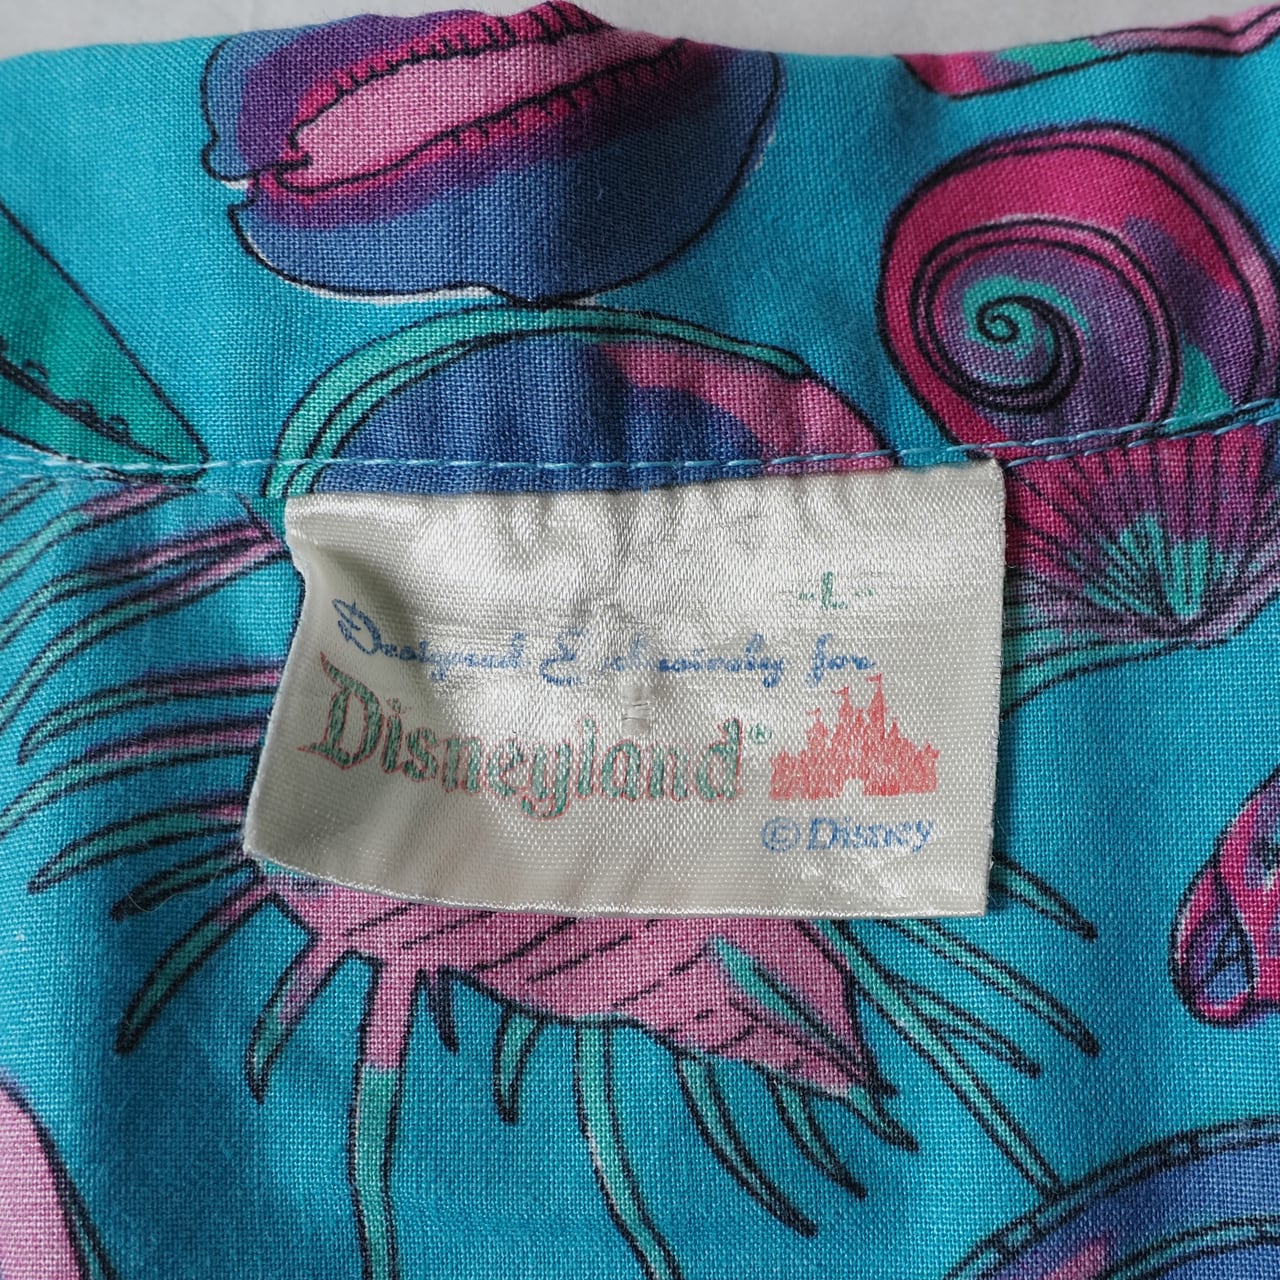 -L-
Designed Exclusively for
Disneyland®
© Disney